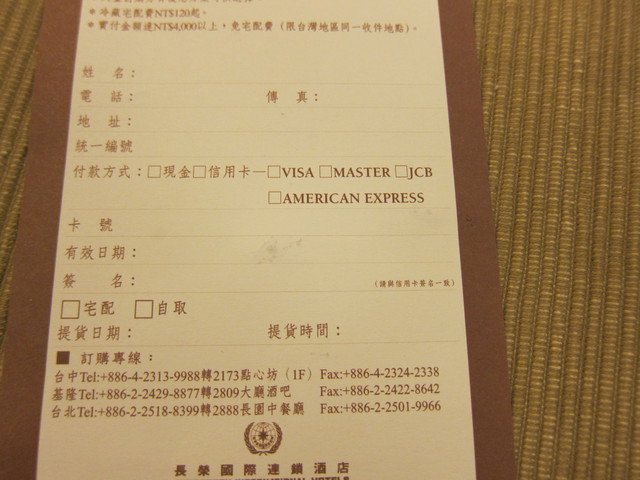 ＊冷藏宅配費NT$120起。
＊實付金額達NT$4,000以上，免宅配費（限台灣地區同一收件地點）。
姓 名：
電 話： 傳 真：
地 址：
統一編號
付款方式：□現金□信用卡—□VISA □MASTER □JCB
□AMERICAN EXPRESS
卡 號
有效日期：
簽 名： （請與信用卡簽名一致）
□宅配 □自取
提貨日期： 提貨時間：
■ 訂購專線：
台中Tel:+886-4-2313-9988轉2173點心坊（1F） Fax:+886-4-2324-2338
基隆Tel:+886-2-2429-8877轉2809大廳酒吧 Fax:+886-2-2422-8642
台北Tel:+886-2-2518-8399轉2888長園中餐廳 Fax:+886-2-2501-9966
長榮國際連鎖酒店